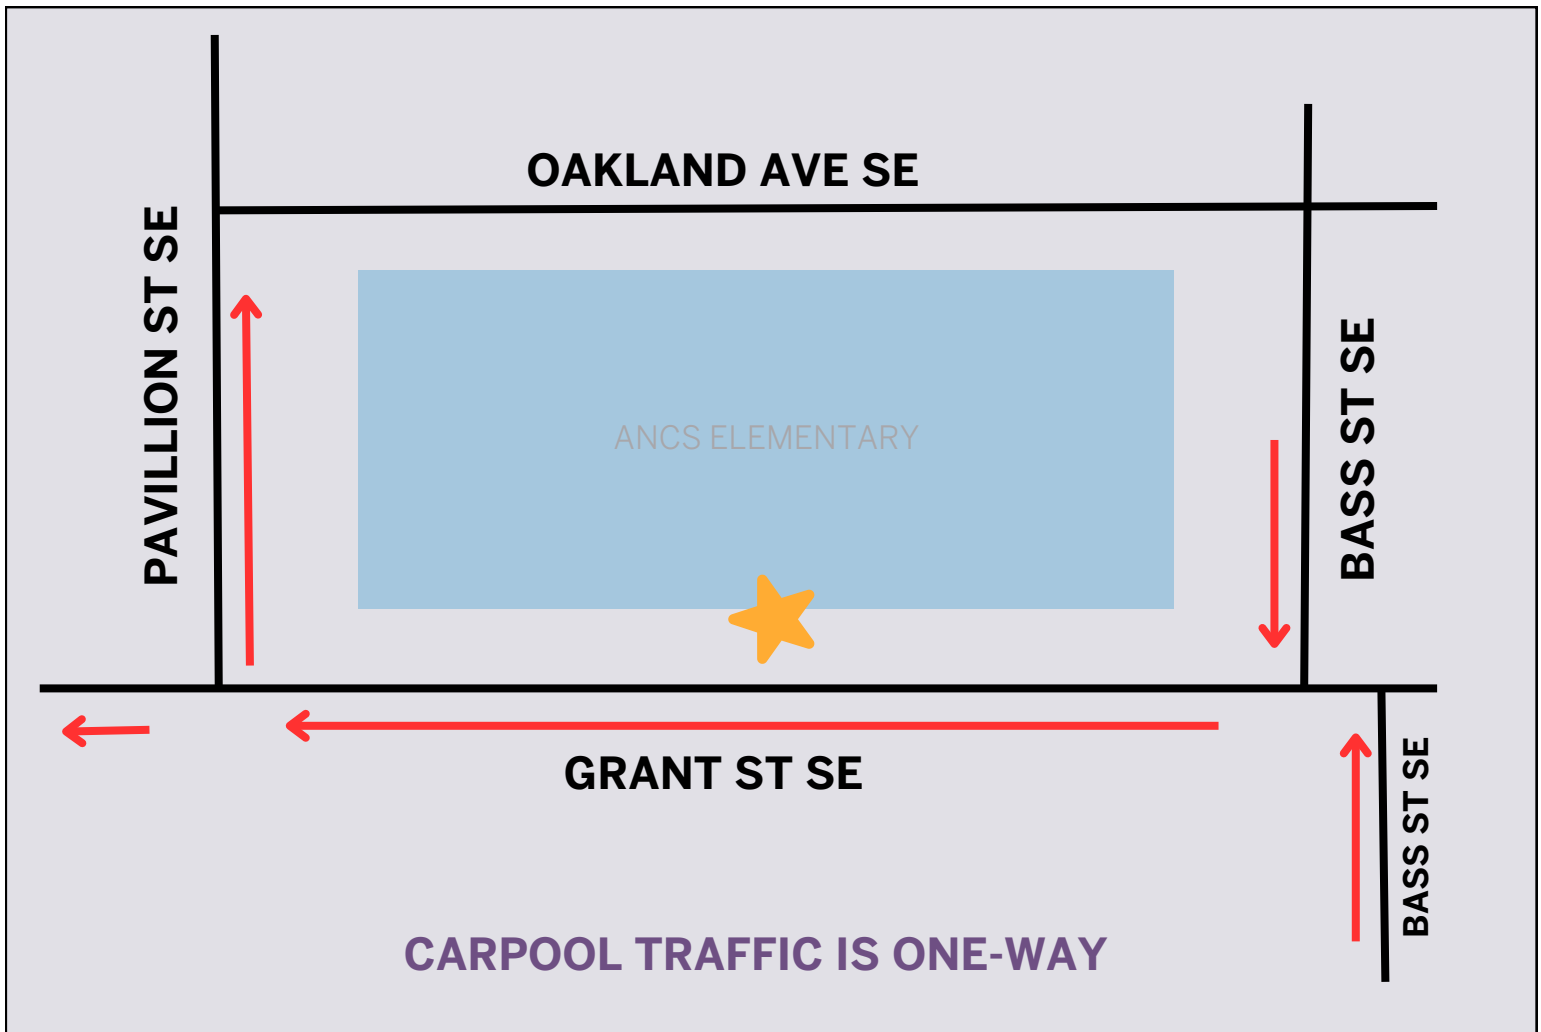 OAKLAND AVE SE
PAVILLION ST SE
BASS ST SE
ANCS ELEMENTARY
GRANT ST SE
BASS ST SE
CARPOOL TRAFFIC IS ONE-WAY